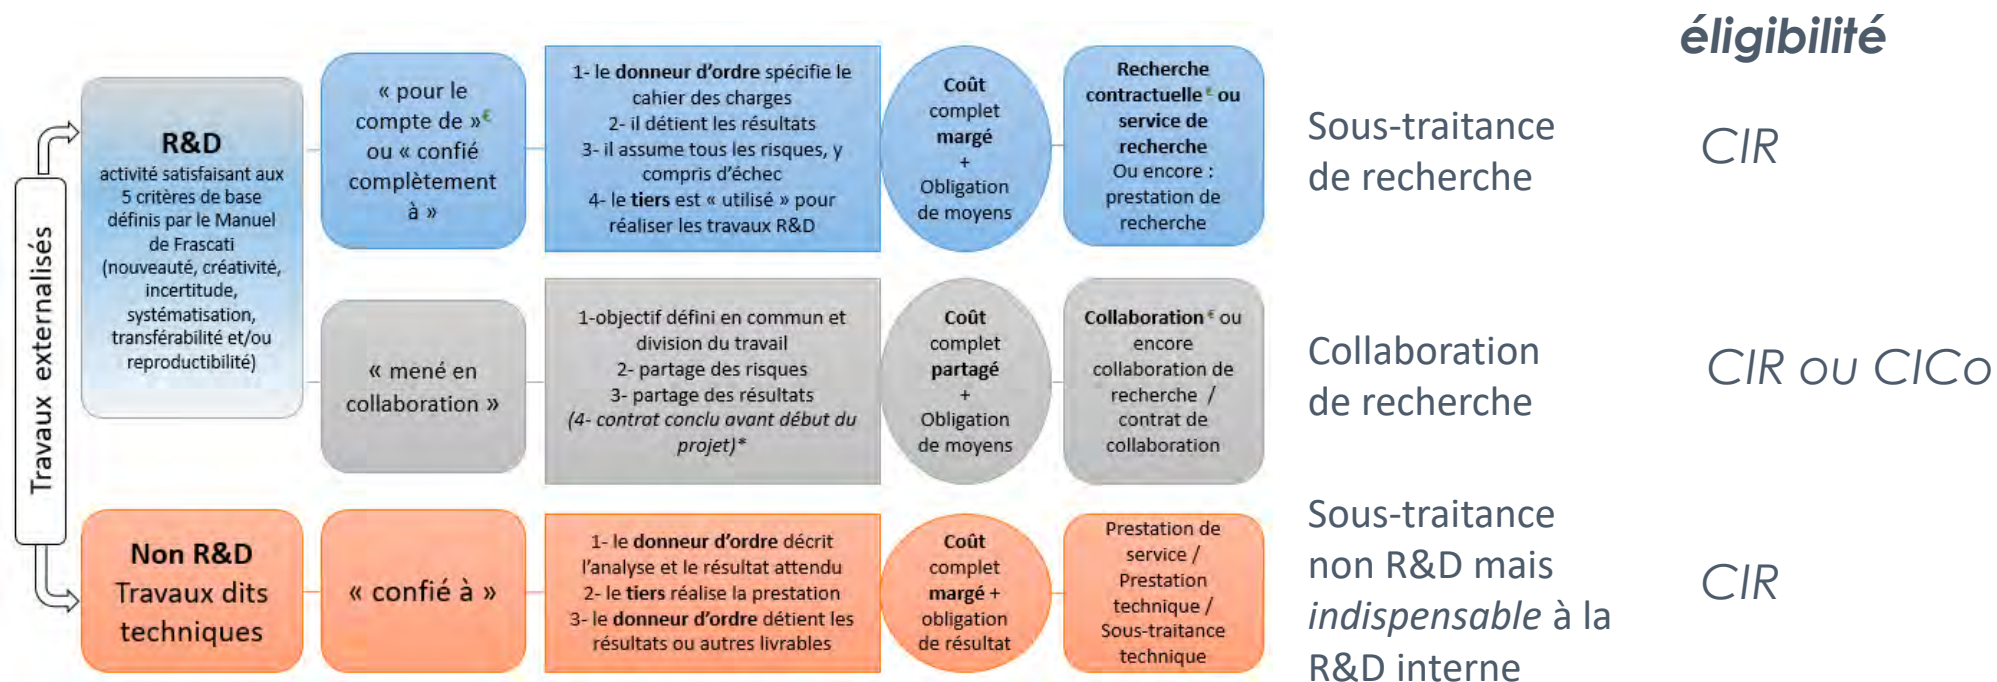 éligibilité
Travaux externalisés
R&D
activité satisfaisant aux
5 critères de base
définis par le Manuel
de Frascati
(nouveauté, créativité,
incertitude,
systématisation,
transférabilité et/ou
reproductibilité)
« pour le
compte de »€
ou « confié
complètement
à »
1- le donneur d'ordre spécifie le
cahier des charges
2- il détient les résultats
3- il assume tous les risques, y
compris d'échec
4- le tiers est « utilisé » pour
réaliser les travaux R&D
Coût
complet
margé
+
Obligation
de moyens
Recherche
contractuelle € ou
service de
recherche
Ou encore :
prestation de
recherche
Sous-traitance
de recherche
CIR
« mené en
collaboration »
1-objectif défini en commun et
division du travail
2- partage des risques
3- partage des résultats
(4- contrat conclu avant début du
projet)*
Coût
complet
partagé
+
Obligation
de moyens
Collaboration € ou
encore
collaboration de
recherche /
contrat de
collaboration
Collaboration
de recherche
CIR ou CICo
Non R&D
Travaux dits
techniques
« confié à »
1- le donneur d'ordre décrit
l'analyse et le résultat attendu
2- le tiers réalise la prestation
3- le donneur d'ordre détient les
résultats ou autres livrables
Coût
complet
margé +
obligation
de résultat
Prestation de
service /
Prestation
technique /
Sous-traitance
technique
Sous-traitance
non R&D mais
indispensable à la
R&D interne
CIR